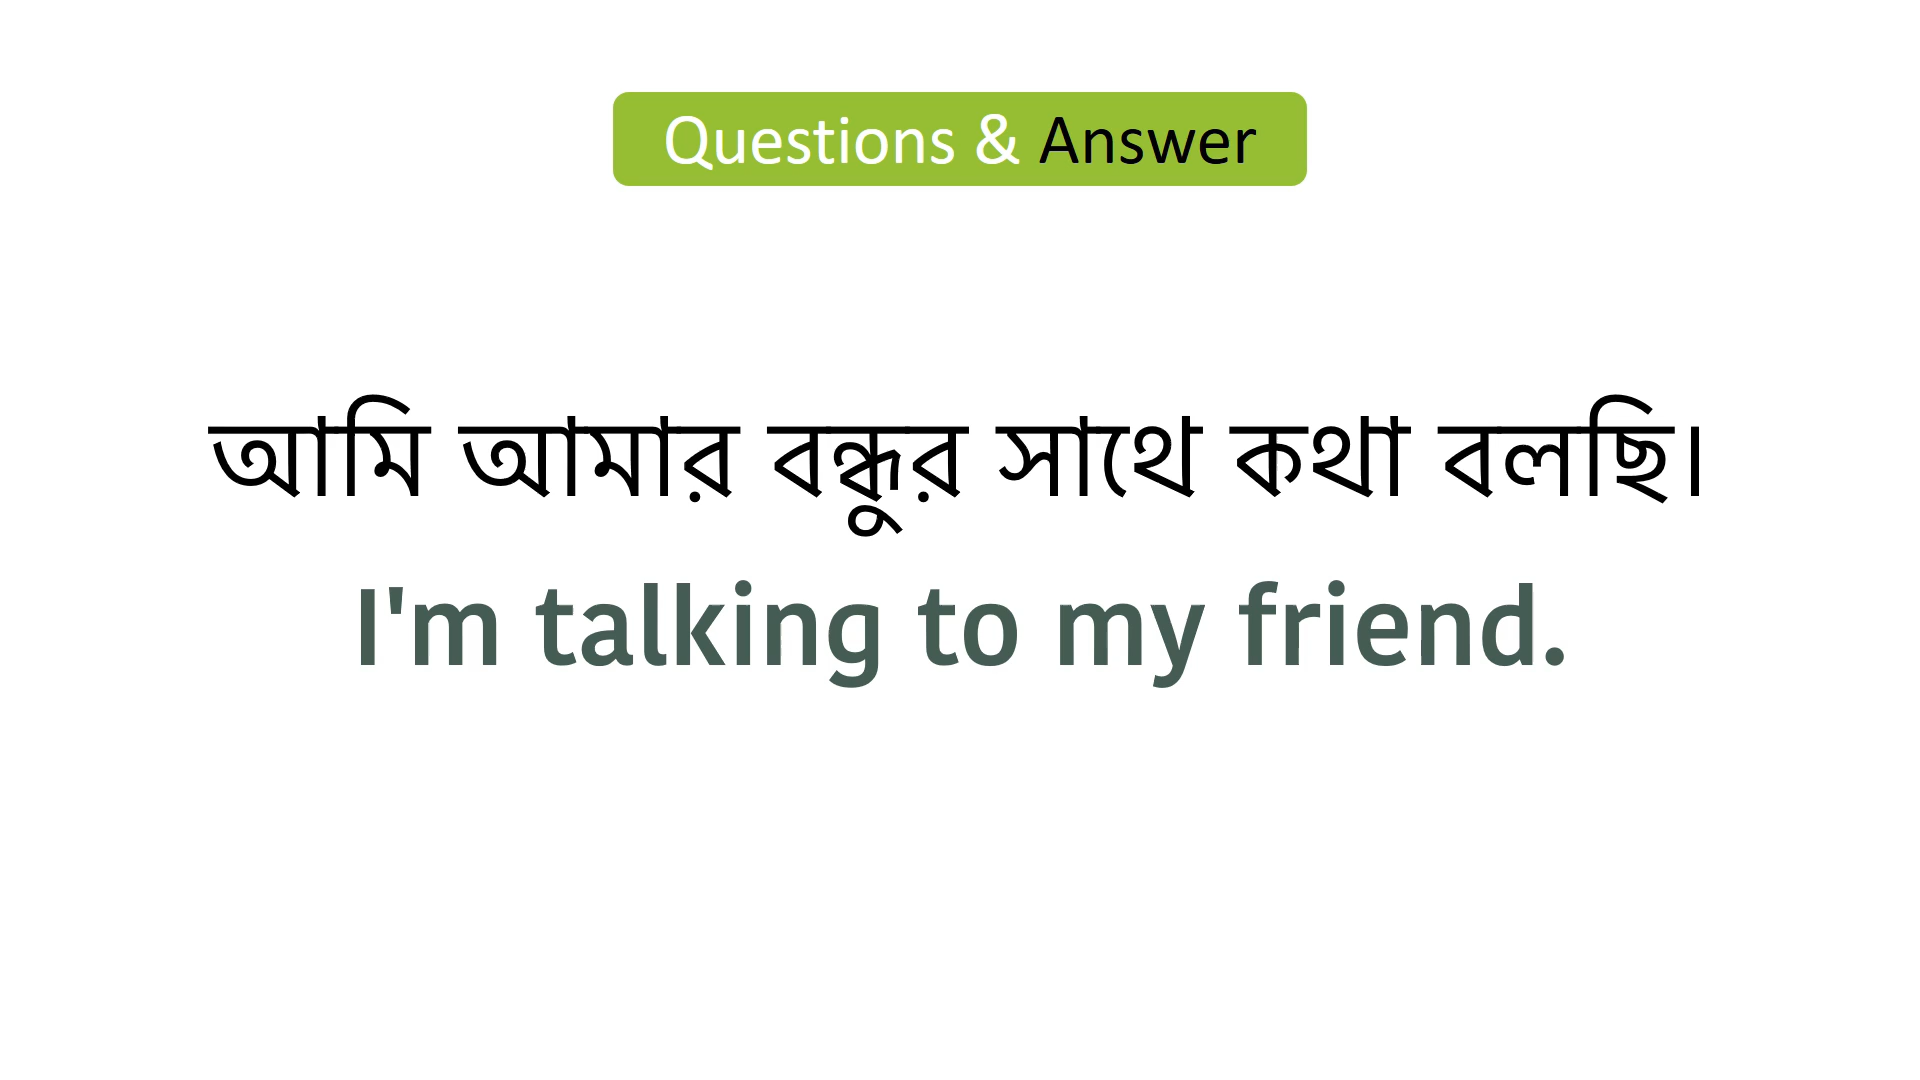 Questions & Answer
আমি আমার বন্ধুর সাথে কথা বলছি।
I'm talking to my friend.